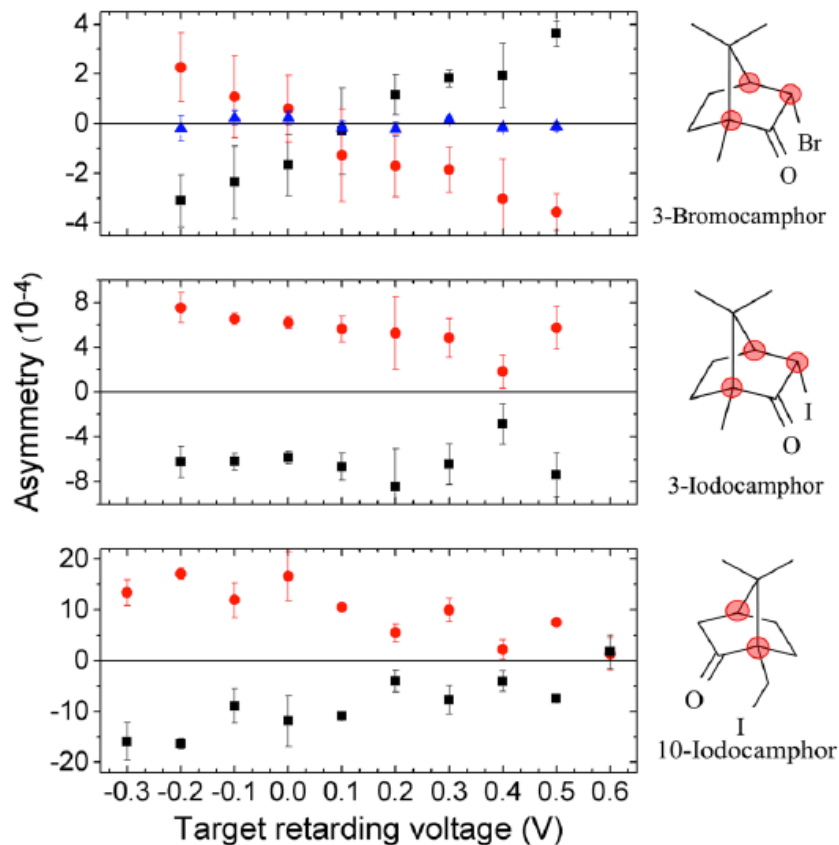 4
2
0
-2
-4
Br
O
3-Bromocamphor
8
4
0
-4
-8
I
O
3-Iodocamphor
Asymmetry (10⁻⁴)
20
10
0
-10
-20
O
I
10-Iodocamphor
-0.3 -0.2 -0.1 0.0 0.1 0.2 0.3 0.4 0.5 0.6
Target retarding voltage (V)